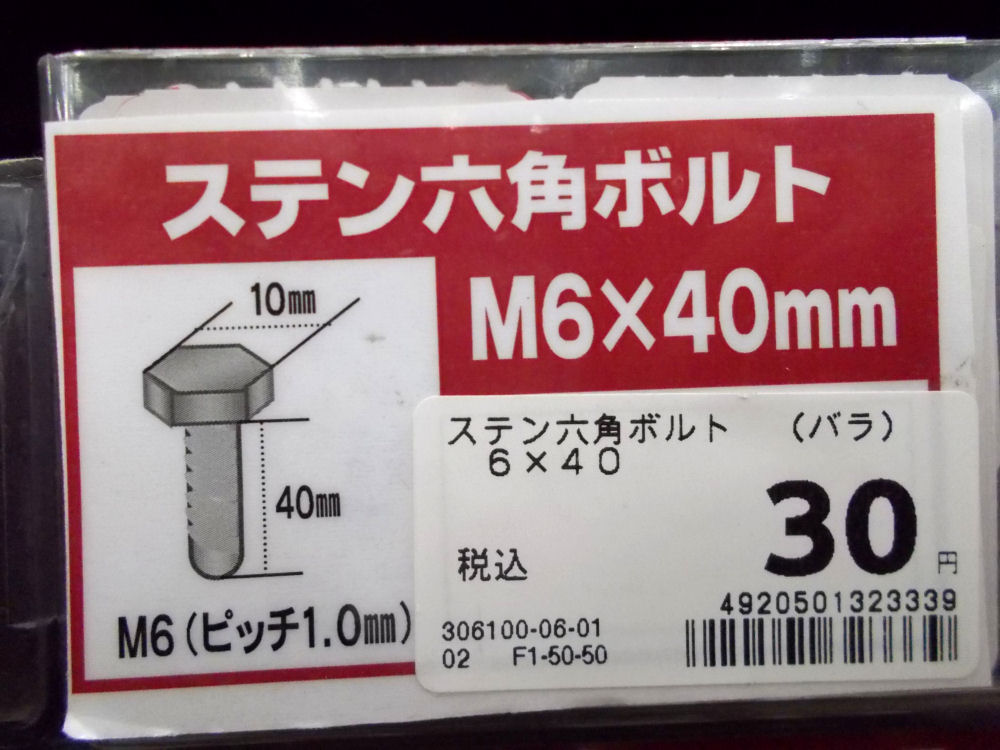 ステン六角ボルト
M6×40mm
10mm
40mm
M6(ピッチ1.0mm)
ステン六角ボルト (バラ)
6×40
30円
税込
4920501323339
306100-06-01
02 F1-50-50